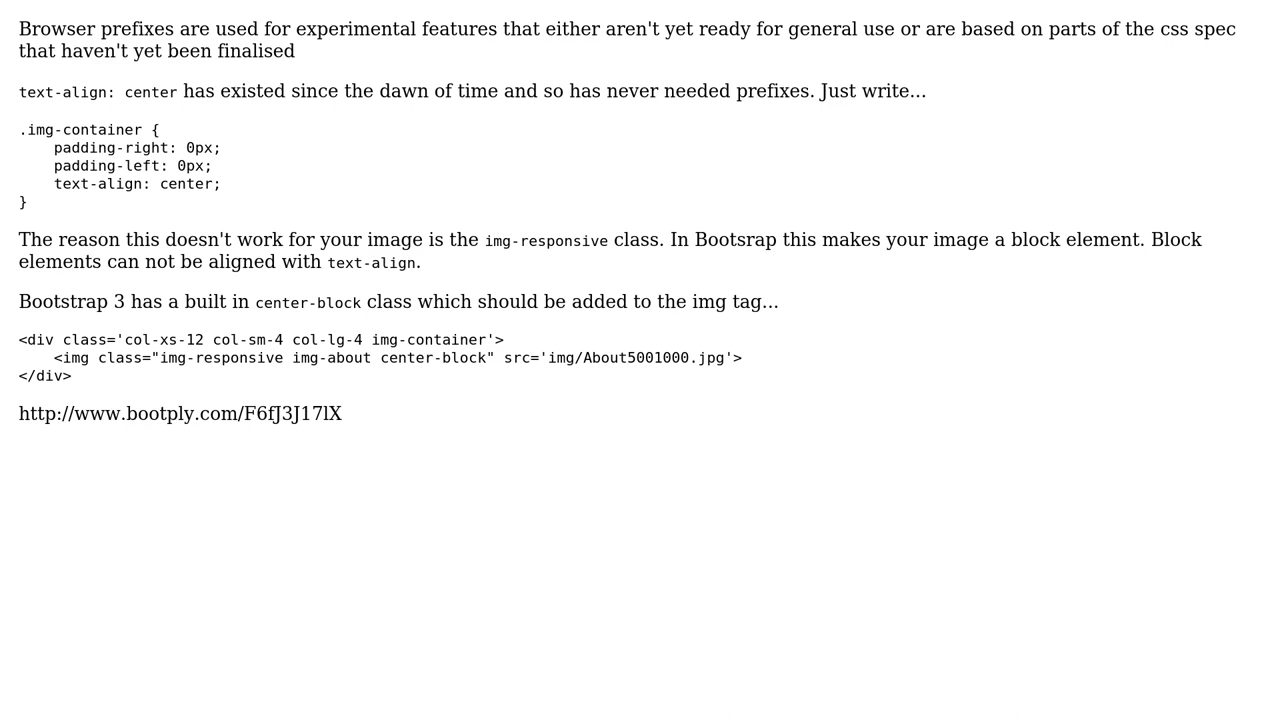 Browser prefixes are used for experimental features that either aren't yet ready for general use or are based on parts of the css spec
that haven't yet been finalised
text-align: center has existed since the dawn of time and so has never needed prefixes. Just write...
.img-container {
    padding-right: 0px;
    padding-left: 0px;
    text-align: center;
}
The reason this doesn't work for your image is the img-responsive class. In Bootsrap this makes your image a block element. Block
elements can not be aligned with text-align.
Bootstrap 3 has a built in center-block class which should be added to the img tag...
<div class='col-xs-12 col-sm-4 col-lg-4 img-container'>
    <img class="img-responsive img-about center-block" src='img/About5001000.jpg'>
</div>
http://www.bootply.com/F6fJ3J17lX